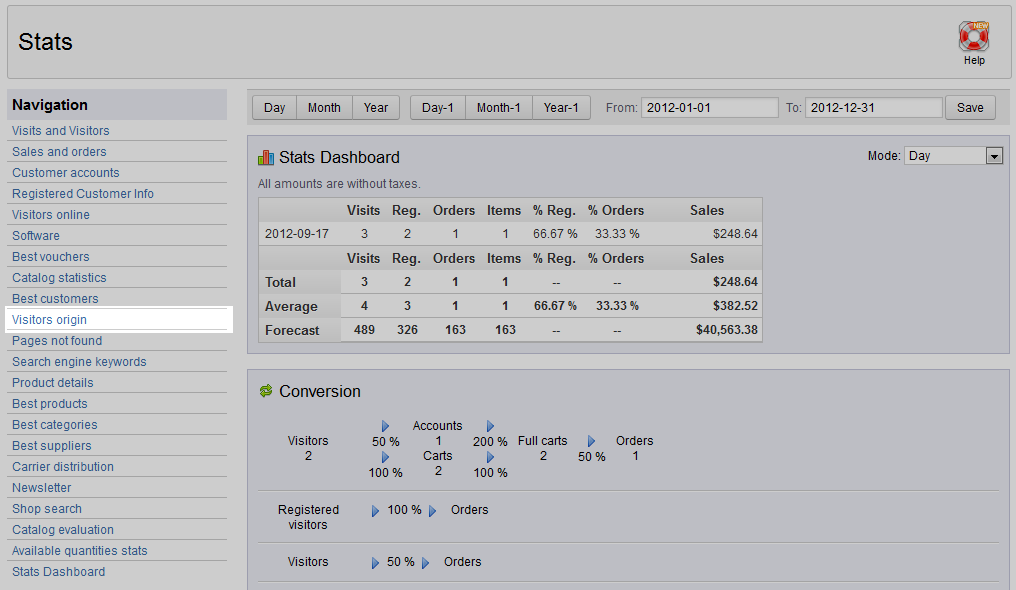 Stats
NEW
Help
Navigation
Visits and Visitors
Sales and orders
Customer accounts
Registered Customer Info
Visitors online
Software
Best vouchers
Catalog statistics
Best customers
Visitors origin
Pages not found
Search engine keywords
Product details
Best products
Best categories
Best suppliers
Carrier distribution
Newsletter
Shop search
Catalog evaluation
Available quantities stats
Stats Dashboard
Day Month Year Day-1 Month-1 Year-1 From: 2012-01-01 To: 2012-12-31 Save
Stats Dashboard Mode: Day
All amounts are without taxes.
Visits Reg. Orders Items % Reg. % Orders Sales
2012-09-17 3 2 1 1 66.67 % 33.33 % $248.64
Visits Reg. Orders Items % Reg. % Orders Sales
Total 3 2 1 1 -- -- $248.64
Average 4 3 1 1 66.67 % 33.33 % $382.52
Forecast 489 326 163 163 -- -- $40,563.38
Conversion
Accounts
Visitors 50 % 1 200 % Full carts Orders
2 Carts 2 50 % 1
100 % 2 100 %
Registered 100 % Orders
visitors
Visitors 50 % Orders